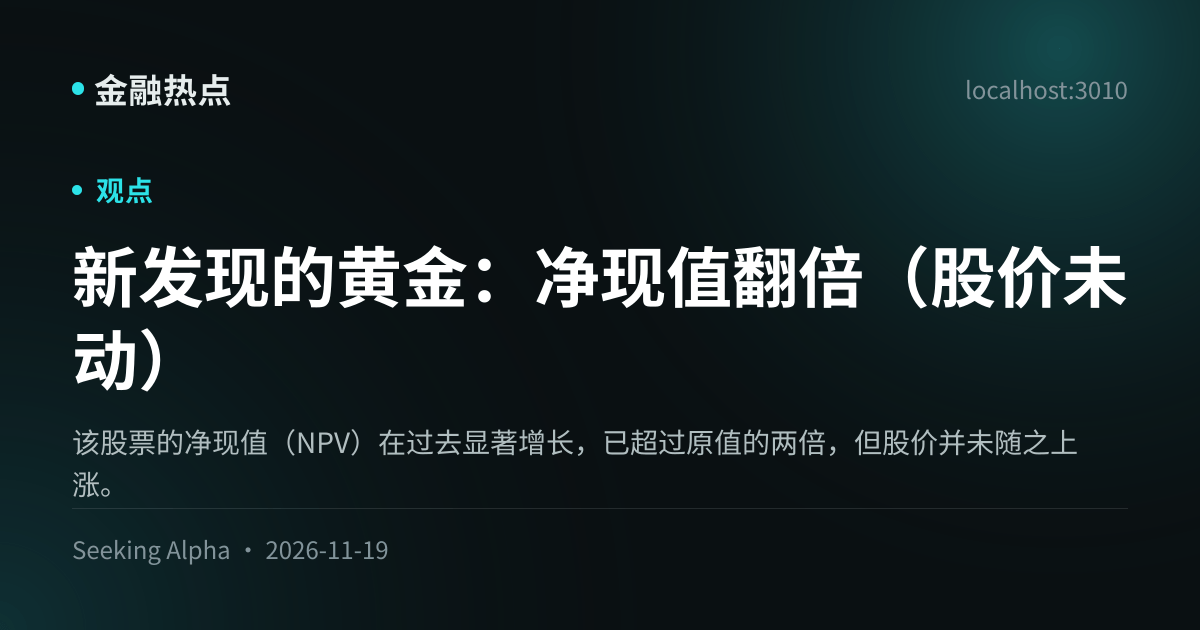 金融热点
localhost:3010
观点
新发现的黄金：净现值翻倍（股价未
动）
该股票的净现值（NPV）在过去显著增长，已超过原值的两倍，但股价并未随之上
涨。
Seeking Alpha · 2026-11-19